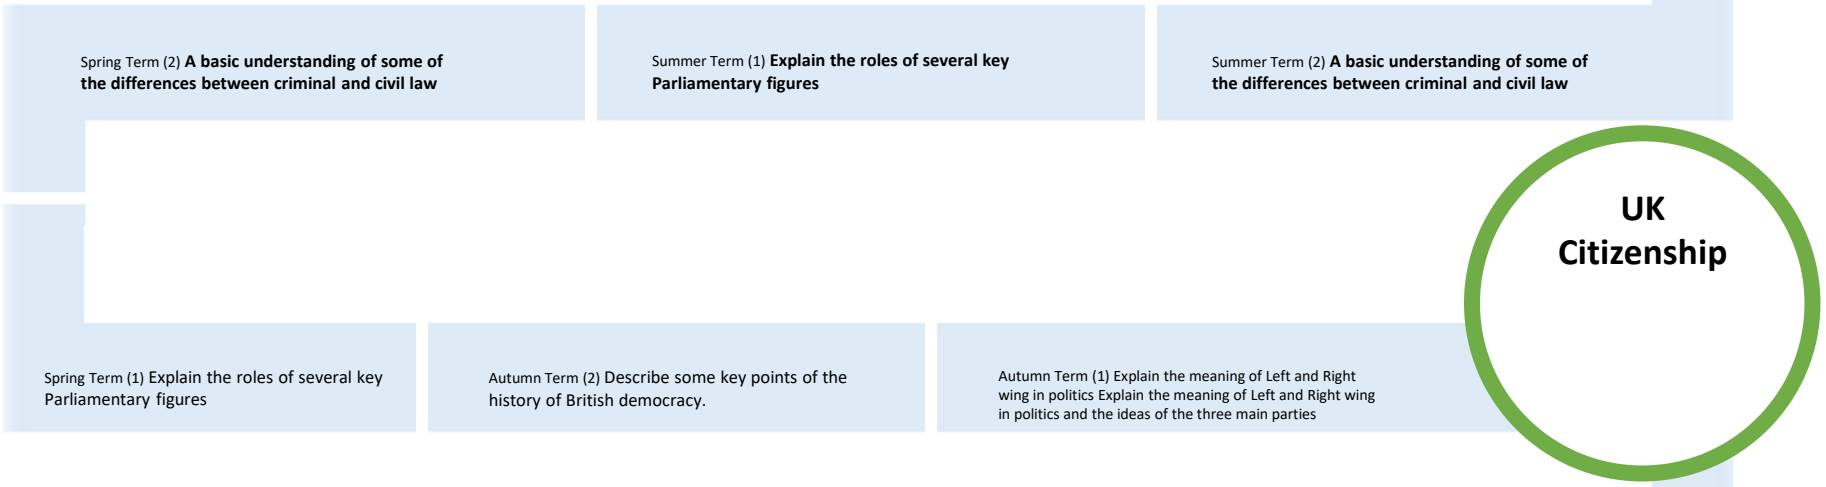 Spring Term (2) A basic understanding of some of
the differences between criminal and civil law
Summer Term (1) Explain the roles of several key
Parliamentary figures
Summer Term (2) A basic understanding of some of
the differences between criminal and civil law
UK
Citizenship
Spring Term (1) Explain the roles of several key
Parliamentary figures
Autumn Term (2) Describe some key points of the
history of British democracy.
Autumn Term (1) Explain the meaning of Left and Right
wing in politics Explain the meaning of Left and Right wing
in politics and the ideas of the three main parties